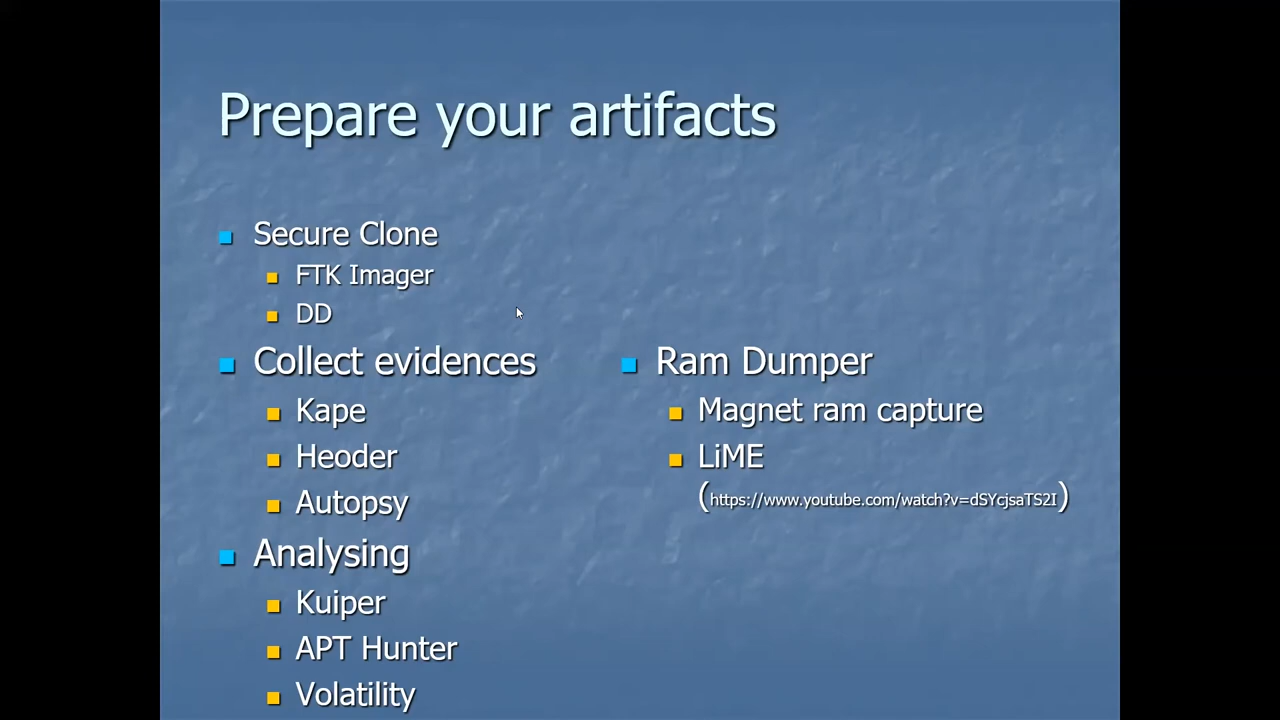 Prepare your artifacts
Secure Clone
FTK Imager
DD
Collect evidences
Kape
Heoder
Autopsy
Analysing
Kuiper
APT Hunter
Volatility
Ram Dumper
Magnet ram capture
LiME
(https://www.youtube.com/watch?v=dSYcjsaTS2I)